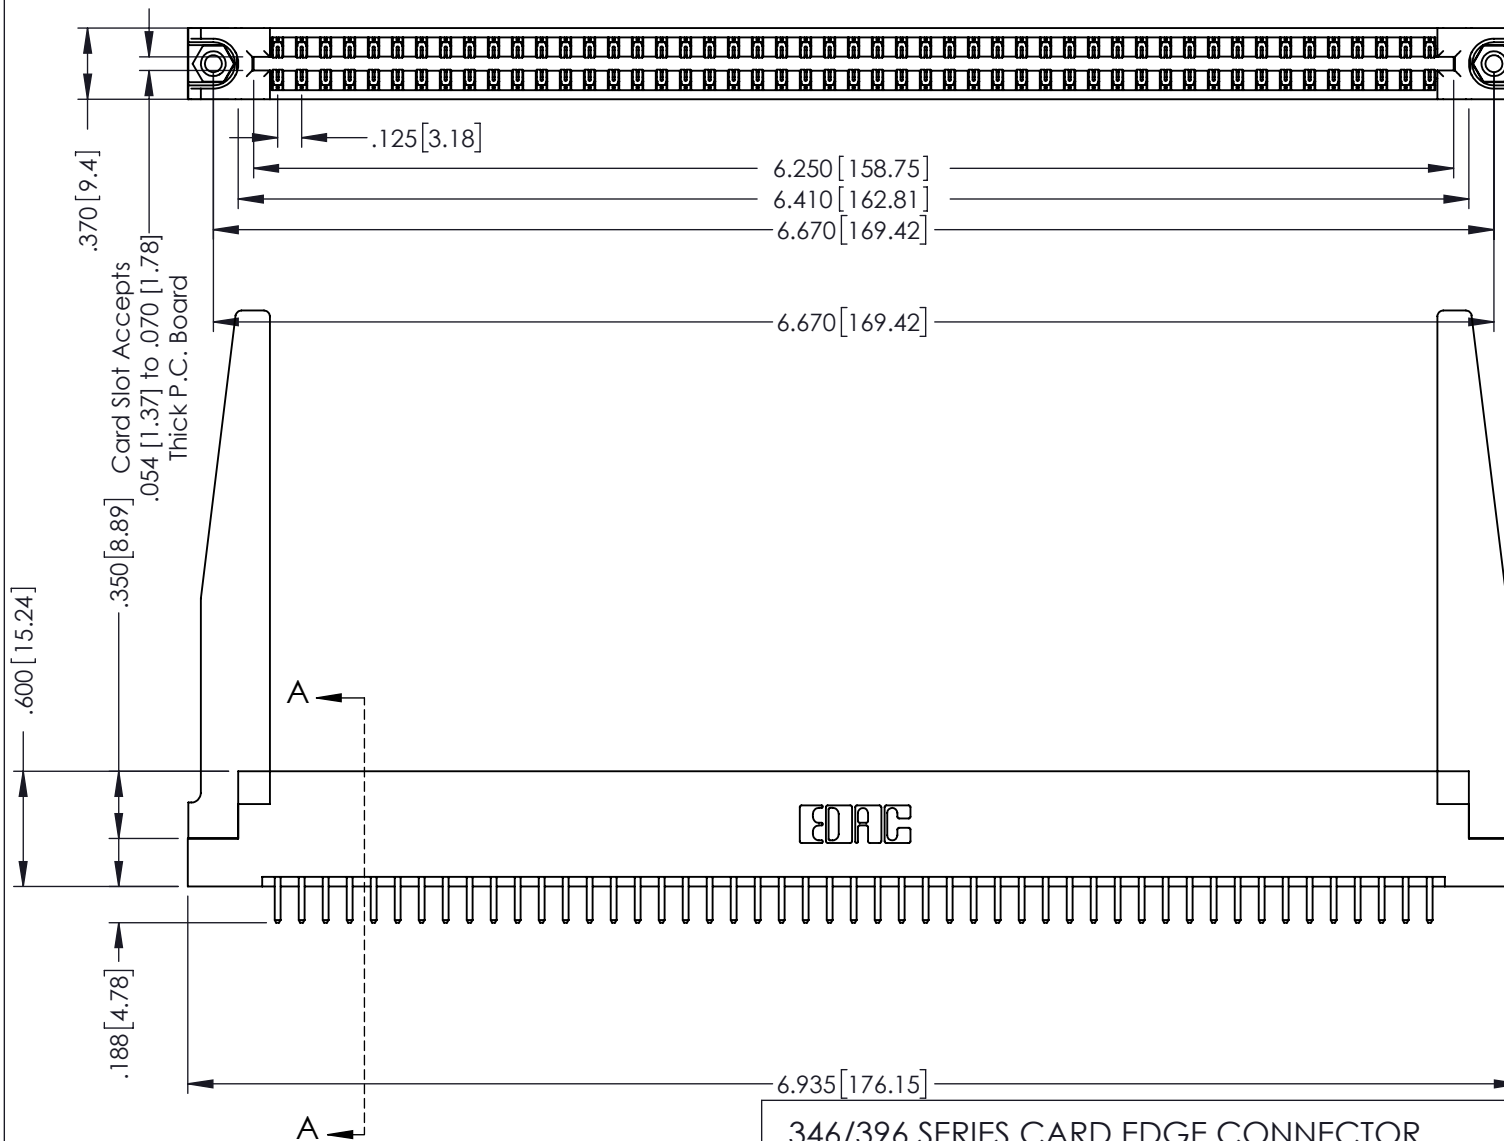 .125[3.18]
6.250[158.75]
6.410[162.81]
6.670[169.42]
.370[9.4]
Card Slot Accepts
.054 [1.37] to .070 [1.78]
Thick P.C. Board
6.670[169.42]
.350[8.89]
.600[15.24]
A
EDAC
.188[4.78]
6.935[176.15]
A
346/396 SERIES CARD EDGE CONNECTOR